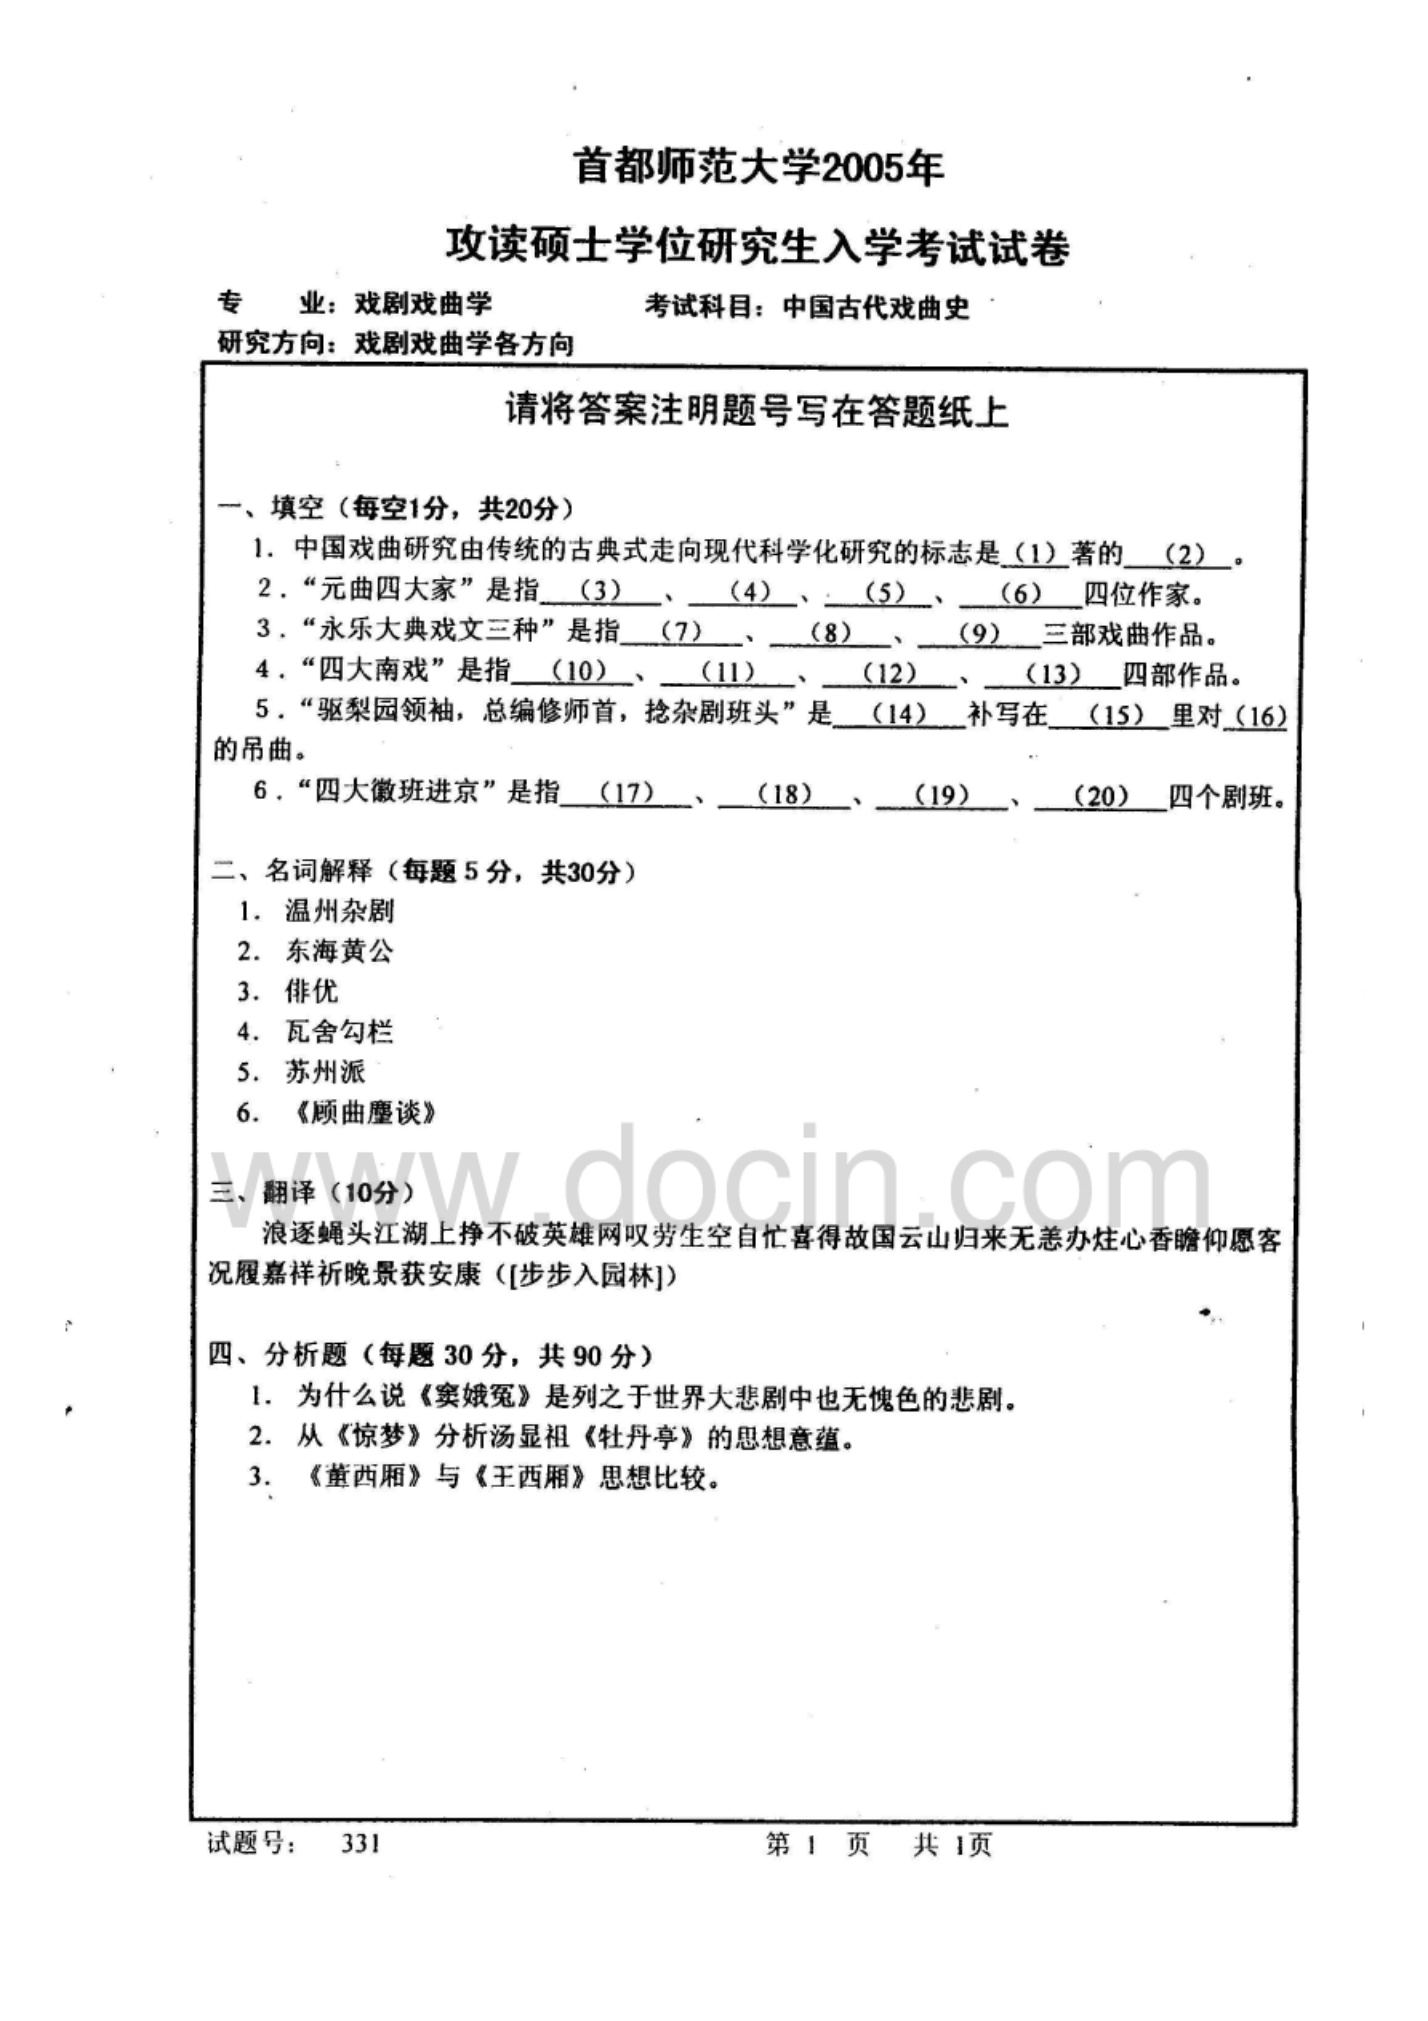 首都师范大学2005年
攻读硕士学位研究生入学考试试卷
专 业：戏剧戏曲学 考试科目：中国古代戏曲史
研究方向：戏剧戏曲学各方向
请将答案注明题号写在答题纸上
一、填空（每空1分，共20分）
1．中国戏曲研究由传统的古典式走向现代科学化研究的标志是（1）著的（2）。
2．“元曲四大家”是指（3）、（4）、（5）、（6）四位作家。
3．“永乐大典戏文三种”是指（7）、（8）、（9）三部戏曲作品。
4．“四大南戏”是指（10）、（11）、（12）、（13）四部作品。
5．“驱梨园领袖，总编修师首，捻杂剧班头”是（14）补写在（15）里对（16）
的吊曲。
6．“四大徽班进京”是指（17）、（18）、（19）、（20）四个剧班。
二、名词解释（每题5分，共30分）
1． 温州杂剧
2． 东海黄公
3． 俳优
4． 瓦舍勾栏
5． 苏州派
6． 《顾曲麈谈》
www.docin.com
三、翻译（10分）
浪逐蝇头江湖上挣不破英雄网叹劳生空自忙喜得故国云山归来无恙办炷心香瞻仰愿客
况履嘉祥祈晚景获安康（[步步入园林]）
四、分析题（每题30分，共90分）
1． 为什么说《窦娥冤》是列之于世界大悲剧中也无愧色的悲剧。
2． 从《惊梦》分析汤显祖《牡丹亭》的思想意蕴。
3． 《董西厢》与《王西厢》思想比较。
试题号： 331 第 1 页 共 1页